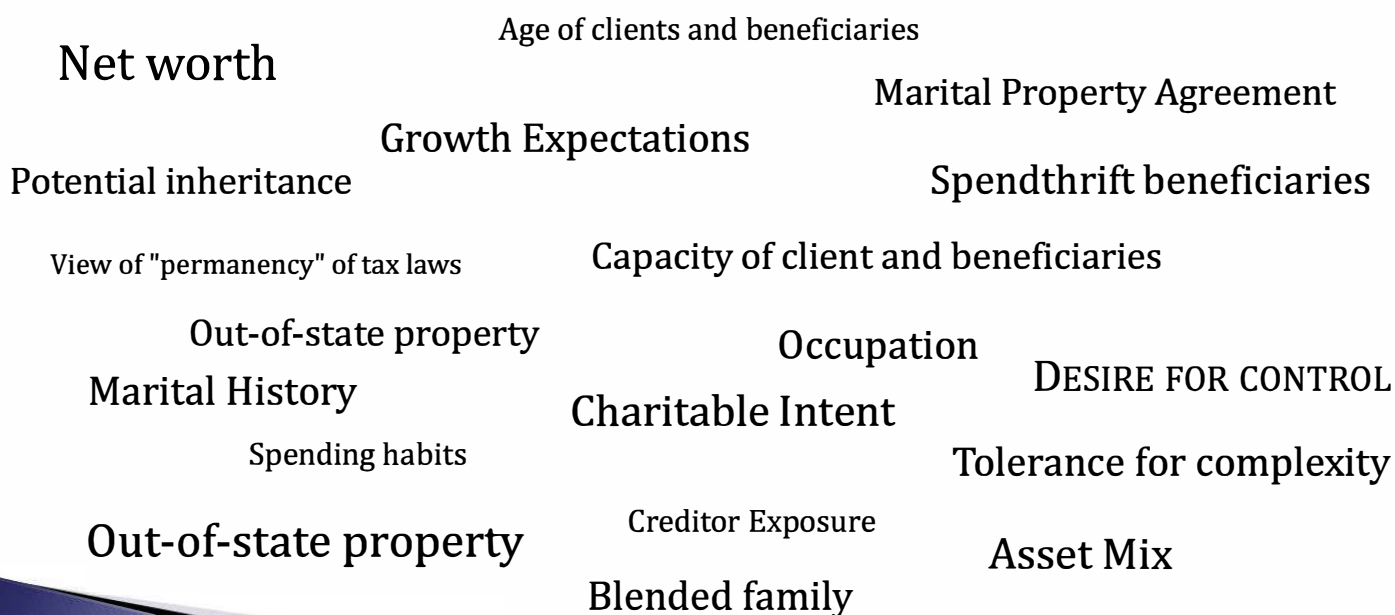 Age of clients and beneficiaries
Net worth
Marital Property Agreement
Growth Expectations
Potential inheritance
Spendthrift beneficiaries
View of "permanency" of tax laws
Capacity of client and beneficiaries
Out-of-state property
Occupation
DESIRE FOR CONTROL
Marital History
Charitable Intent
Spending habits
Tolerance for complexity
Creditor Exposure
Out-of-state property
Asset Mix
Blended family